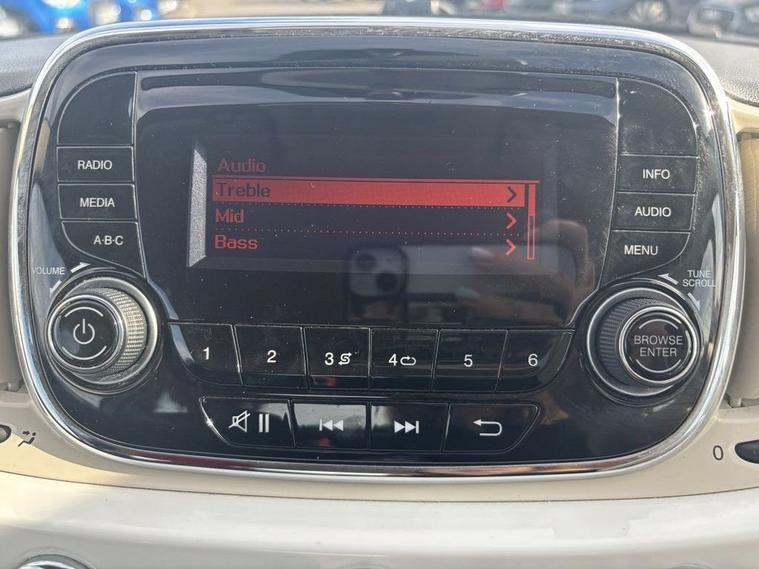 RADIO
MEDIA
A-B-C
VOLUME
Audio
Treble
Mid
Bass
INFO
AUDIO
MENU
TUNE
SCROLL
BROWSE
ENTER
1
2
3
4
5
6
0